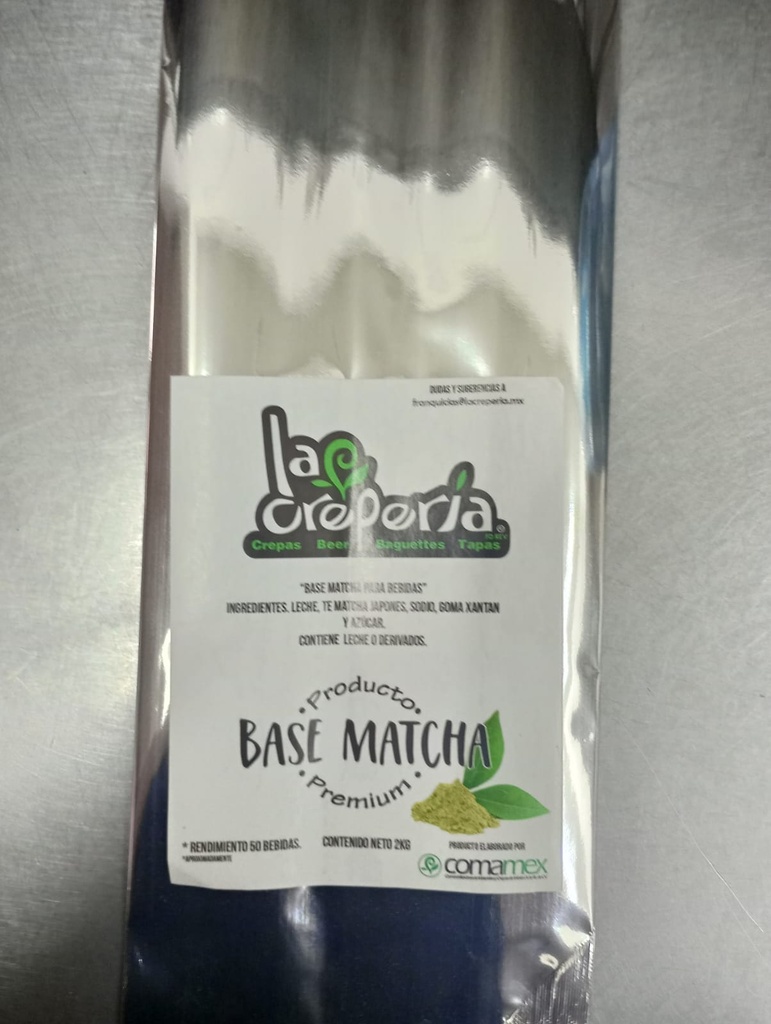 DUDAS Y SUGERENCIAS A
franquicias@lacreperia.mx
la
creperia
Crepas Beer Baguettes Tapas
"BASE MATCHA PARA BEBIDAS"
INGREDIENTES. LECHE, TE MATCHA JAPONES, SODIO, GOMA XANTAN
Y AZÚCAR.
CONTIENE LECHE O DERIVADOS.
Producto
BASE MATCHA
Premium
* RENDIMIENTO 50 BEBIDAS.
*APROXIMADAMENTE
CONTENIDO NETO 2KG
PRODUCTO ELABORADO POR
comamex